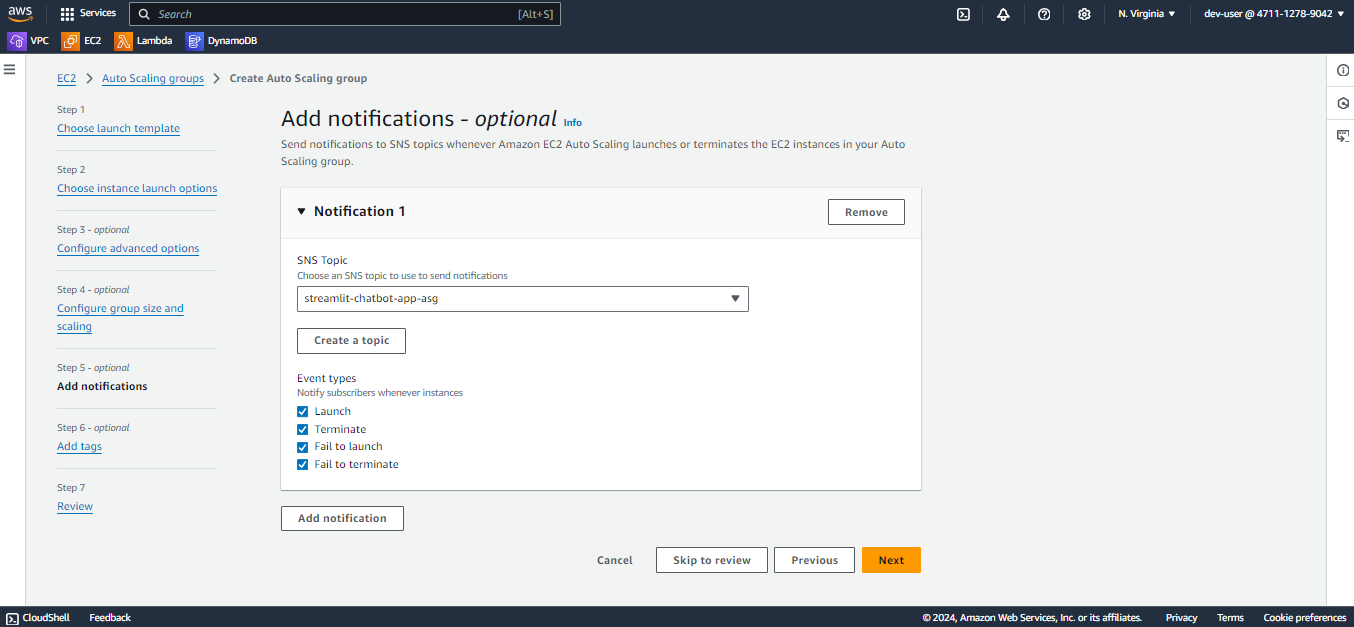 aws
Services
Search
[Alt+S]
N. Virginia
dev-user @ 4711-1278-9042
VPC
EC2
Lambda
DynamoDB
EC2
Auto Scaling groups
Create Auto Scaling group
Step 1
Choose launch template
Step 2
Choose instance launch options
Step 3 - optional
Configure advanced options
Step 4 - optional
Configure group size and
scaling
Step 5 - optional
Add notifications
Step 6 - optional
Add tags
Step 7
Review
Add notifications - optional Info
Send notifications to SNS topics whenever Amazon EC2 Auto Scaling launches or terminates the EC2 instances in your Auto
Scaling group.
Notification 1
Remove
SNS Topic
Choose an SNS topic to use to send notifications
streamlit-chatbot-app-asg
Create a topic
Event types
Notify subscribers whenever instances
Launch
Terminate
Fail to launch
Fail to terminate
Add notification
Cancel
Skip to review
Previous
Next
CloudShell
Feedback
© 2024, Amazon Web Services, Inc. or its affiliates.
Privacy
Terms
Cookie preferences